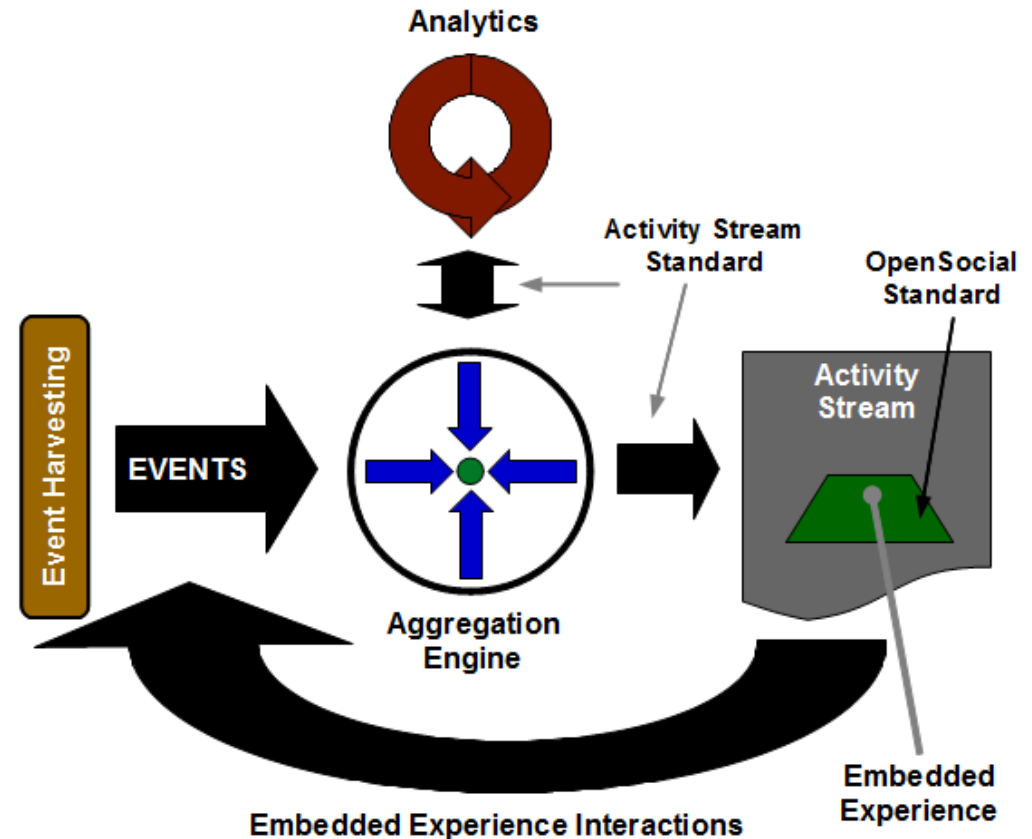 Analytics
Activity Stream
Standard
OpenSocial
Standard
Event Harvesting
EVENTS
Activity
Stream
Aggregation
Engine
Embedded
Experience
Embedded Experience Interactions